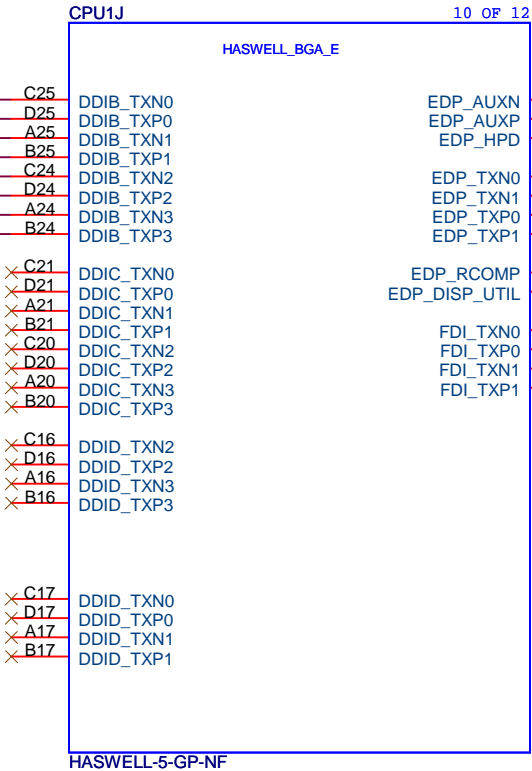 CPU1J 10 OF 12
HASWELL_BGA_E
C25 DDIB_TXN0 EDP_AUXN
D25 DDIB_TXP0 EDP_AUXP
A25 DDIB_TXN1 EDP_HPD
B25 DDIB_TXP1
C24 DDIB_TXN2 EDP_TXN0
D24 DDIB_TXP2 EDP_TXN1
A24 DDIB_TXN3 EDP_TXP0
B24 DDIB_TXP3 EDP_TXP1
C21 DDIC_TXN0 EDP_RCOMP
D21 DDIC_TXP0 EDP_DISP_UTIL
A21 DDIC_TXN1
B21 DDIC_TXP1 FDI_TXN0
C20 DDIC_TXN2 FDI_TXP0
D20 DDIC_TXP2 FDI_TXN1
A20 DDIC_TXN3 FDI_TXP1
B20 DDIC_TXP3
C16 DDID_TXN2
D16 DDID_TXP2
A16 DDID_TXN3
B16 DDID_TXP3
C17 DDID_TXN0
D17 DDID_TXP0
A17 DDID_TXN1
B17 DDID_TXP1
HASWELL-5-GP-NF